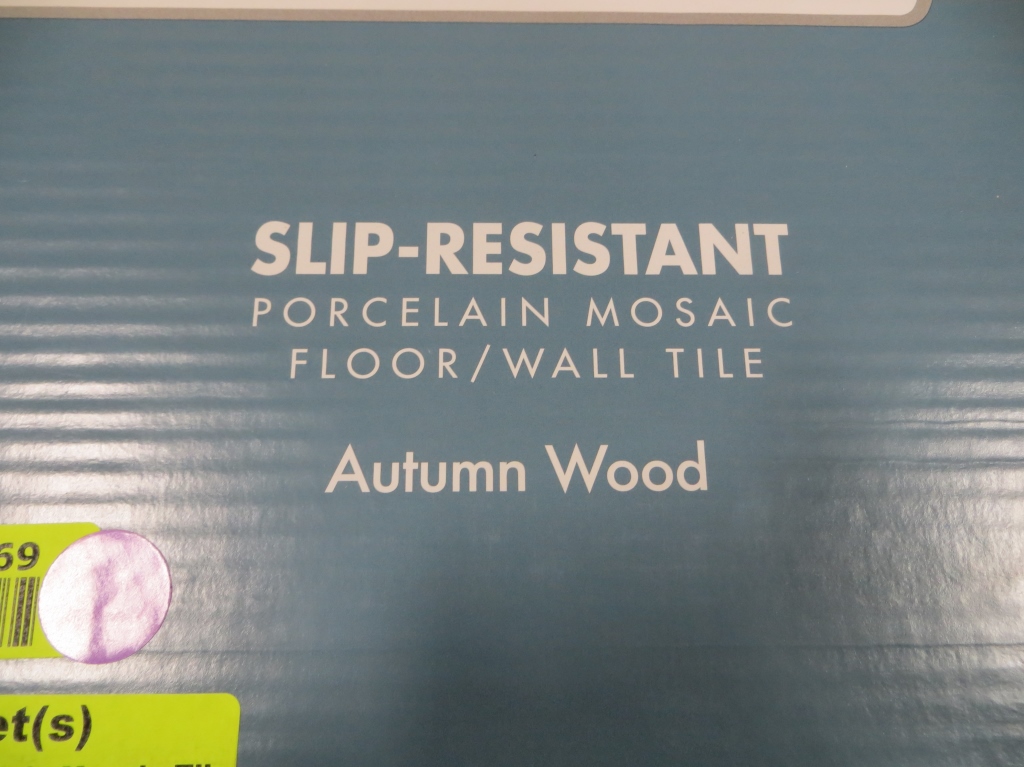 SLIP-RESISTANT
PORCELAIN MOSAIC
FLOOR/WALL TILE
Autumn Wood
69
et(s)